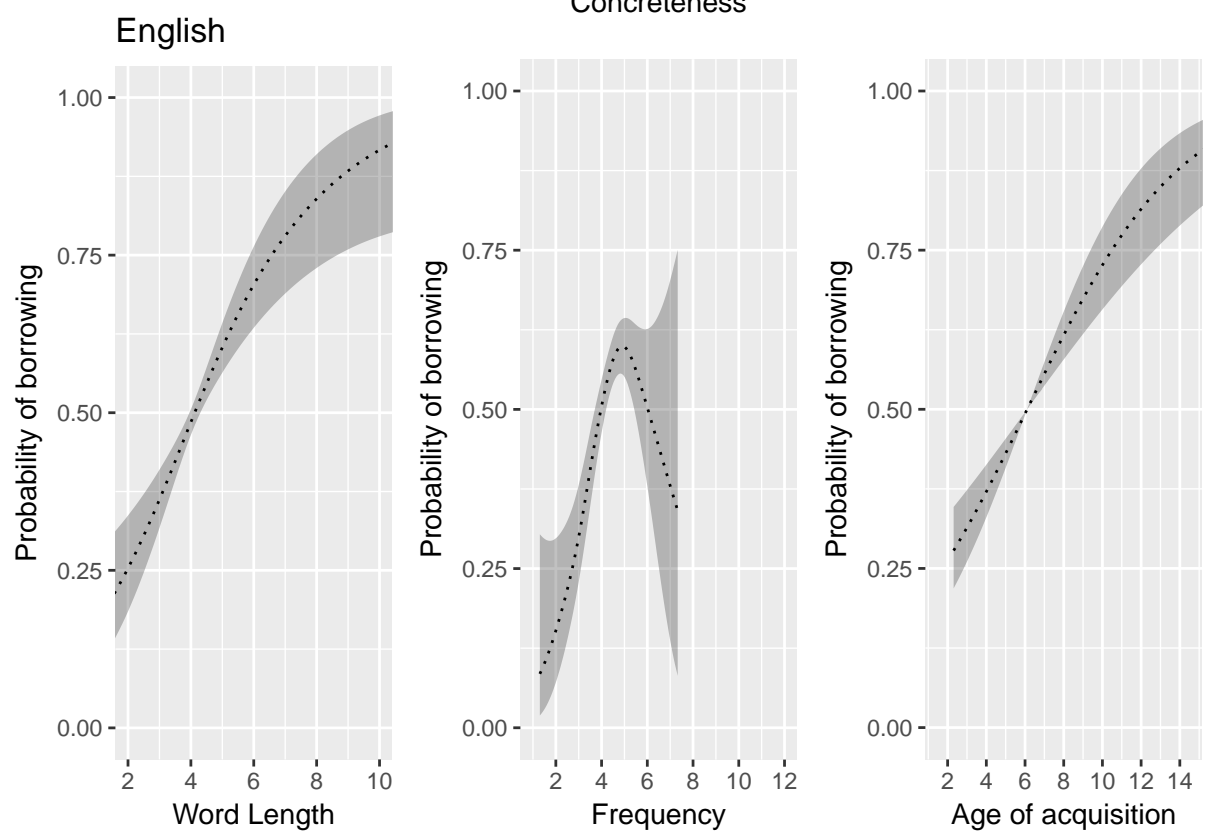 Concreteness
English
1.00
0.75
0.50
0.25
0.00
Probability of borrowing
2 4 6 8 10
Word Length
1.00
0.75
0.50
0.25
0.00
Probability of borrowing
2 4 6 8 10 12
Frequency
1.00
0.75
0.50
0.25
0.00
Probability of borrowing
2 4 6 8 10 12 14
Age of acquisition